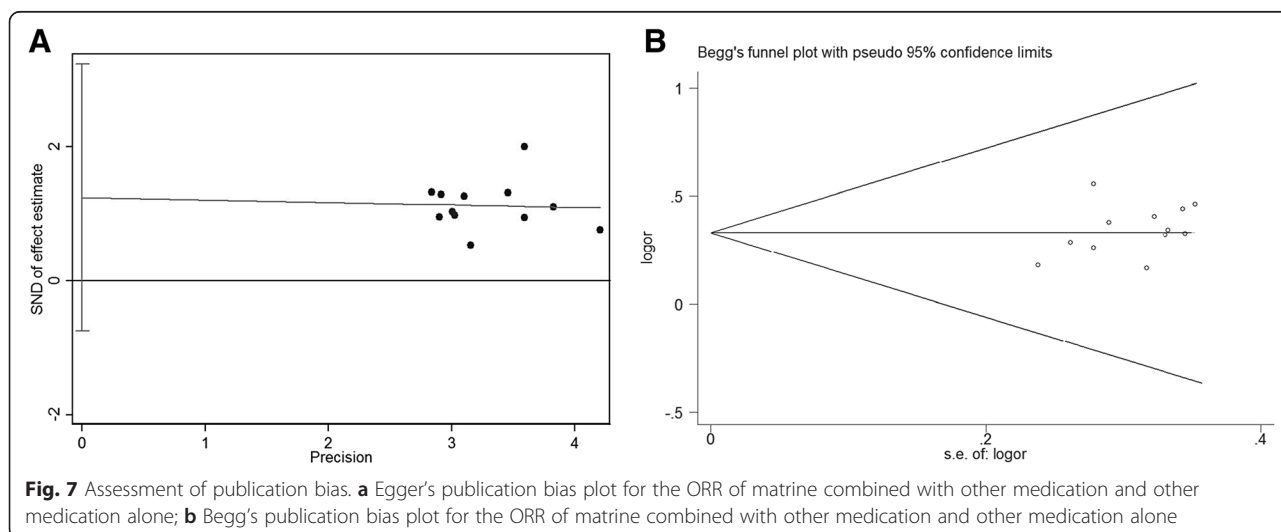 A
SND of effect estimate
2
0
-2
0 1 2 3 4
Precision
B
Begg's funnel plot with pseudo 95% confidence limits
logor
1
.5
0
-.5
0 .2 .4
s.e. of: logor
Fig. 7 Assessment of publication bias. a Egger's publication bias plot for the ORR of matrine combined with other medication and other
medication alone; b Begg's publication bias plot for the ORR of matrine combined with other medication and other medication alone